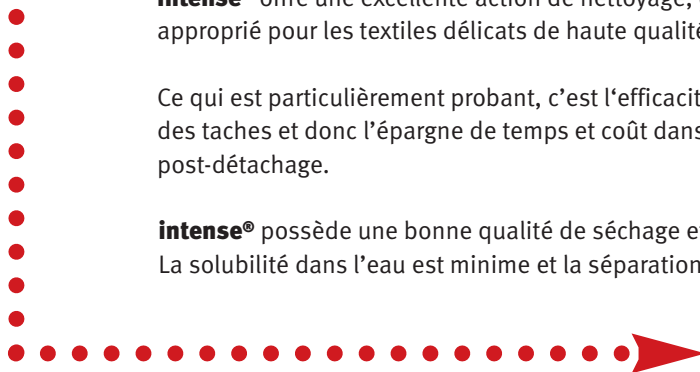 intense® offre une excellente action de nettoyage,
approprié pour les textiles délicats de haute qualité
Ce qui est particulièrement probant, c’est l‘efficacit
des taches et donc l’épargne de temps et coût dans
post-détachage.
intense® possède une bonne qualité de séchage e
La solubilité dans l’eau est minime et la séparation